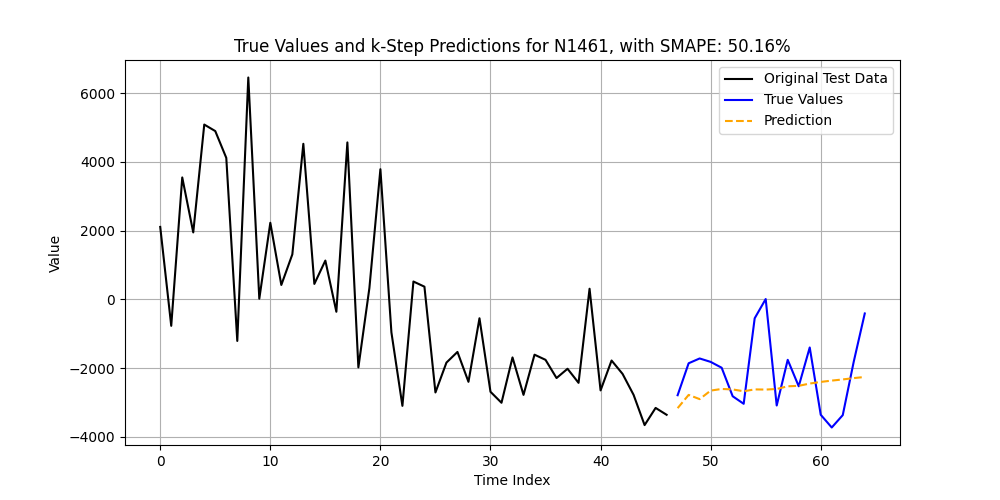 True Values and k-Step Predictions for N1461, with SMAPE: 50.16%
Original Test Data
True Values
Prediction
Value
6000
4000
2000
0
−2000
−4000
0 10 20 30 40 50 60
Time Index